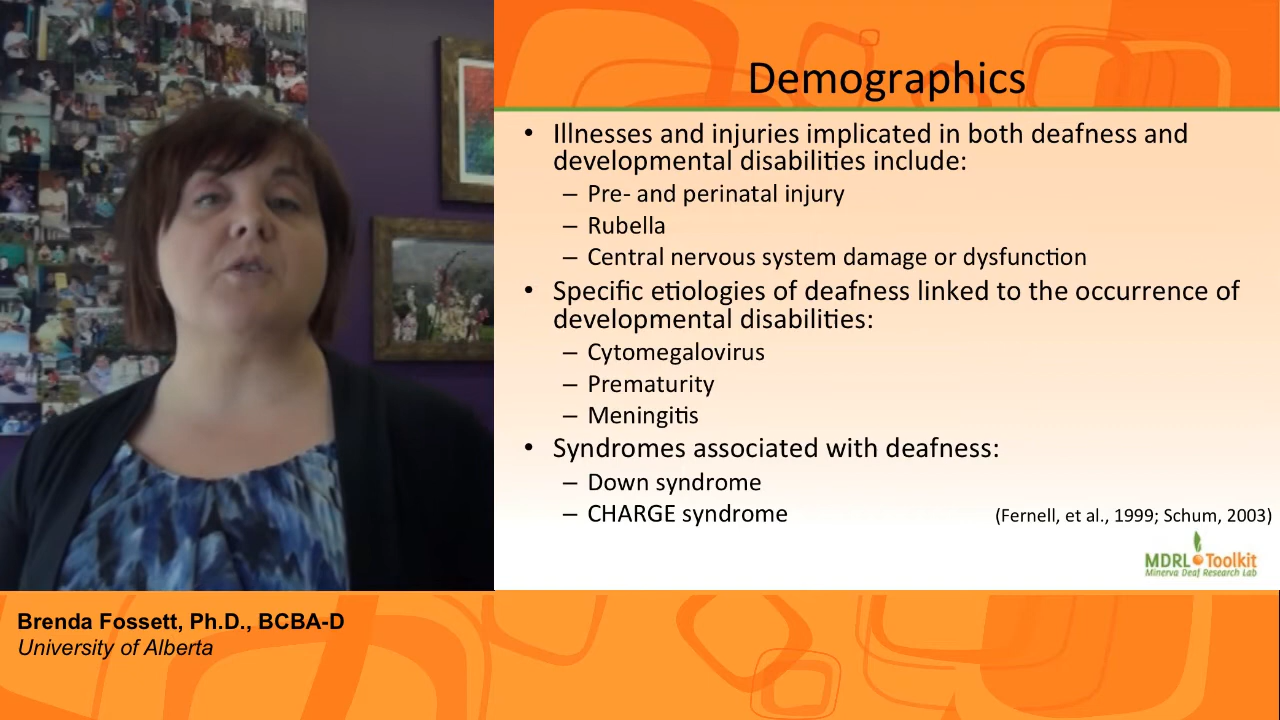 Demographics
• Illnesses and injuries implicated in both deafness and
developmental disabilities include:
– Pre- and perinatal injury
– Rubella
– Central nervous system damage or dysfunction
• Specific etiologies of deafness linked to the occurrence of
developmental disabilities:
– Cytomegalovirus
– Prematurity
– Meningitis
• Syndromes associated with deafness:
– Down syndrome
– CHARGE syndrome
(Fernell, et al., 1999; Schum, 2003)
MDRL Toolkit
Minerva Deaf Research Lab
Brenda Fossett, Ph.D., BCBA-D
University of Alberta